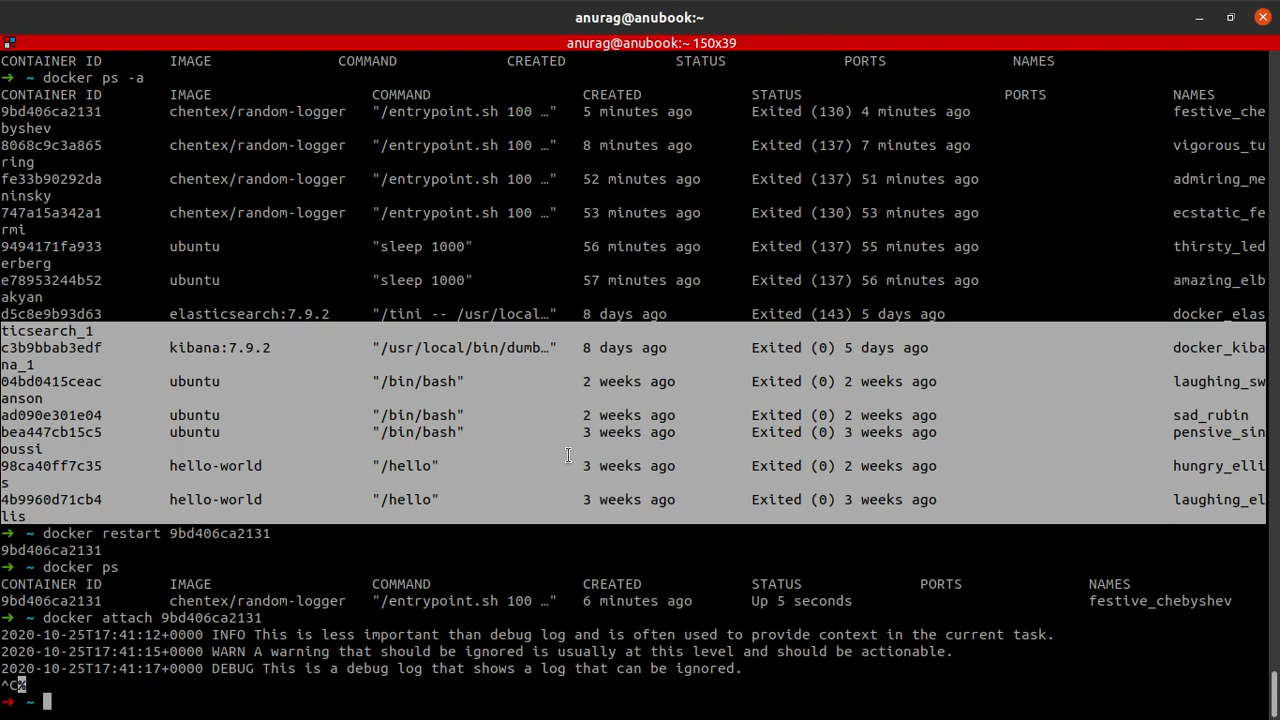 anurag@anubook:~
anurag@anubook:~ 150x39
CONTAINER ID        IMAGE               COMMAND             CREATED             STATUS              PORTS               NAMES
➜  ~ docker ps -a
CONTAINER ID        IMAGE                   COMMAND                  CREATED             STATUS                        PORTS               NAMES
9bd406ca2131        chentex/random-logger   "/entrypoint.sh 100 …"   5 minutes ago       Exited (130) 4 minutes ago                        festive_che
byshev
8068c9c3a865        chentex/random-logger   "/entrypoint.sh 100 …"   8 minutes ago       Exited (137) 7 minutes ago                        vigorous_tu
ring
fe33b90292da        chentex/random-logger   "/entrypoint.sh 100 …"   52 minutes ago      Exited (137) 51 minutes ago                       admiring_me
ninsky
747a15a342a1        chentex/random-logger   "/entrypoint.sh 100 …"   53 minutes ago      Exited (130) 53 minutes ago                       ecstatic_fe
rmi
9494171fa933        ubuntu                  "sleep 1000"             56 minutes ago      Exited (137) 55 minutes ago                       thirsty_led
erberg
e78953244b52        ubuntu                  "sleep 1000"             57 minutes ago      Exited (137) 56 minutes ago                       amazing_elb
akyan
d5c8e9b93d63        elasticsearch:7.9.2     "/tini -- /usr/local…"   8 days ago          Exited (143) 5 days ago                           docker_elas
ticsearch_1
c3b9bbab3edf        kibana:7.9.2            "/usr/local/bin/dumb…"   8 days ago          Exited (0) 5 days ago                             docker_kiba
na_1
04bd0415ceac        ubuntu                  "/bin/bash"              2 weeks ago         Exited (0) 2 weeks ago                            laughing_sw
anson
ad090e301e04        ubuntu                  "/bin/bash"              2 weeks ago         Exited (0) 2 weeks ago                            sad_rubin
bea447cb15c5        ubuntu                  "/bin/bash"              3 weeks ago         Exited (0) 3 weeks ago                            pensive_sin
oussi
98ca40ff7c35        hello-world             "/hello"                 3 weeks ago         Exited (0) 2 weeks ago                            hungry_elli
s
4b9960d71cb4        hello-world             "/hello"                 3 weeks ago         Exited (0) 3 weeks ago                            laughing_el
lis
➜  ~ docker restart 9bd406ca2131
9bd406ca2131
➜  ~ docker ps
CONTAINER ID        IMAGE                   COMMAND                  CREATED             STATUS              PORTS               NAMES
9bd406ca2131        chentex/random-logger   "/entrypoint.sh 100 …"   6 minutes ago       Up 5 seconds                            festive_chebyshev
➜  ~ docker attach 9bd406ca2131
2020-10-25T17:41:12+0000 INFO This is less important than debug log and is often used to provide context in the current task.
2020-10-25T17:41:15+0000 WARN A warning that should be ignored is usually at this level and should be actionable.
2020-10-25T17:41:17+0000 DEBUG This is a debug log that shows a log that can be ignored.
^C%
➜  ~